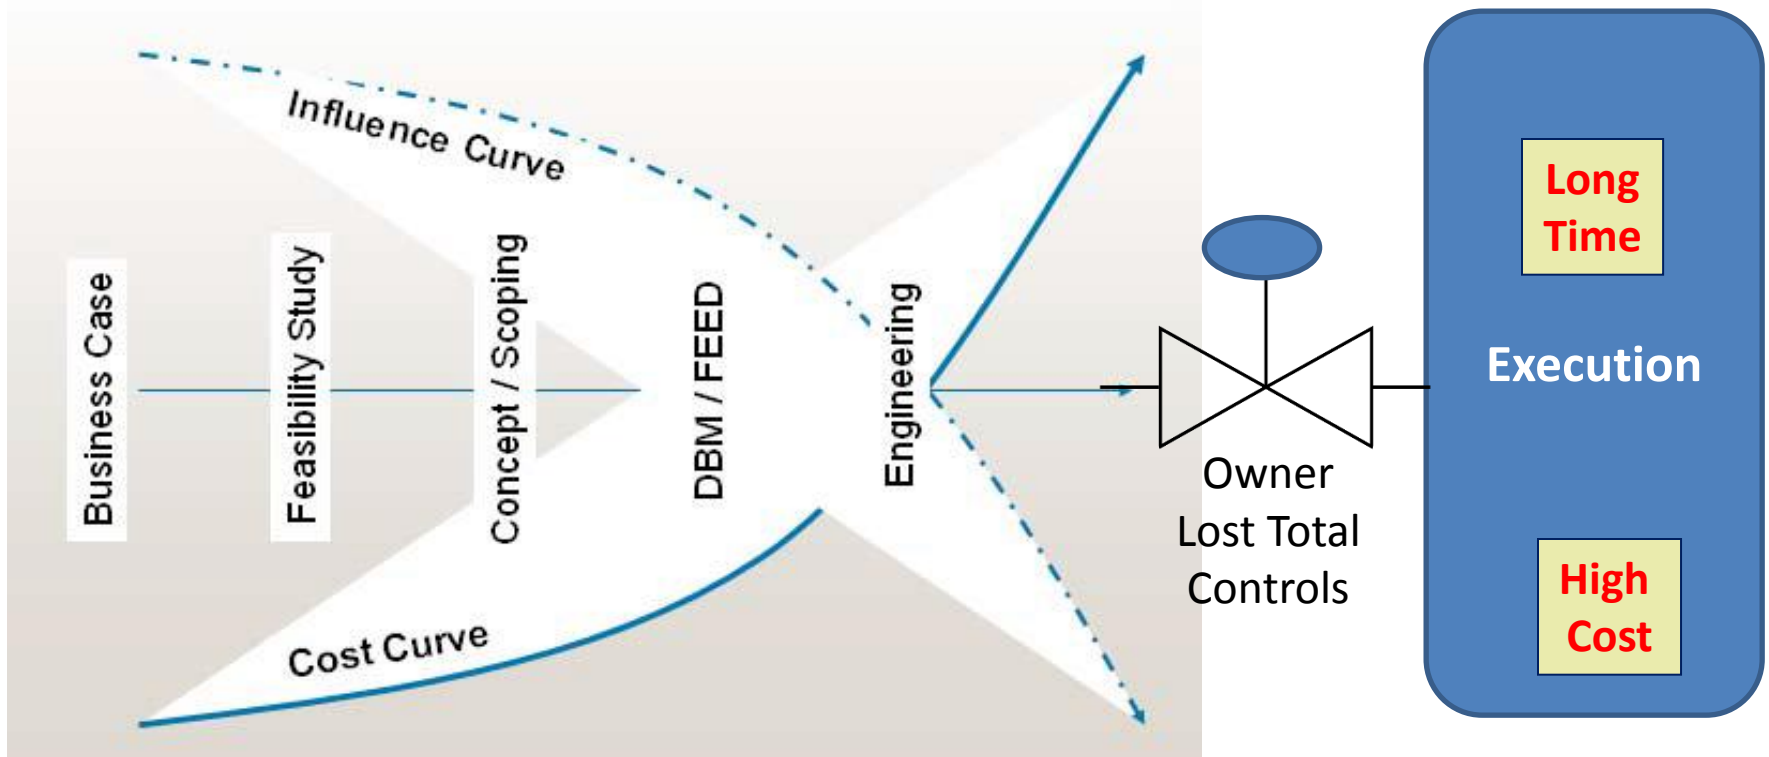 Influence Curve
Business Case
Feasibility Study
Concept / Scoping
DBM / FEED
Engineering
Cost Curve
Owner
Lost Total
Controls
Long
Time
Execution
High
Cost